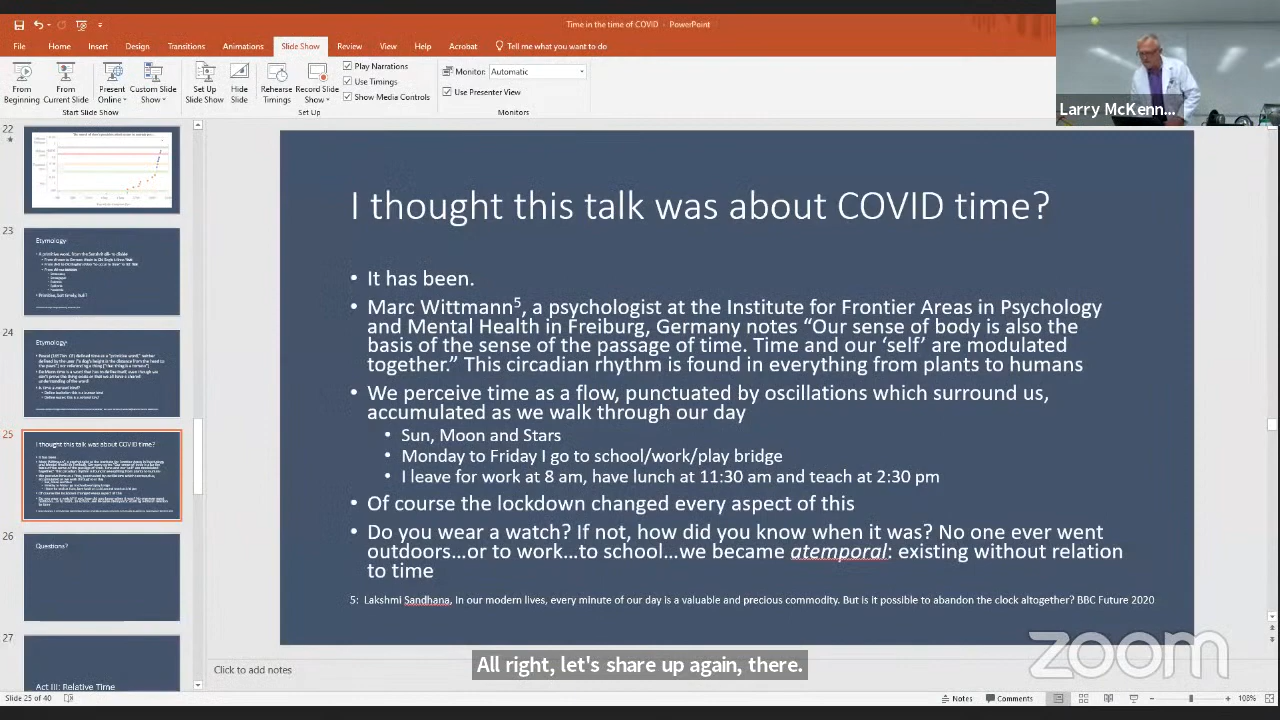 Time in the time of COVID - PowerPoint
File Home Insert Design Transitions Animations Slide Show Review View Help Acrobat Tell me what you want to do
From Beginning
From Current Slide
Present Online
Custom Slide Show
Set Up Slide Show
Hide Slide
Rehearse Timings
Record Slide Show
Play Narrations
Use Timings
Show Media Controls
Monitor: Automatic
Use Presenter View
Start Slide Show
Set Up
Monitors
Larry McKenn...
22
23
Etymology:
24
Etymology:
25
I thought this talk was about COVID time?
26
Questions?
27
Act III: Relative Time
I thought this talk was about COVID time?
• It has been.
• Marc Wittmann5, a psychologist at the Institute for Frontier Areas in Psychology
and Mental Health in Freiburg, Germany notes “Our sense of body is also the
basis of the sense of the passage of time. Time and our ‘self’ are modulated
together.” This circadian rhythm is found in everything from plants to humans
• We perceive time as a flow, punctuated by oscillations which surround us,
accumulated as we walk through our day
• Sun, Moon and Stars
• Monday to Friday I go to school/work/play bridge
• I leave for work at 8 am, have lunch at 11:30 am and teach at 2:30 pm
• Of course the lockdown changed every aspect of this
• Do you wear a watch? If not, how did you know when it was? No one ever went
outdoors…or to work…to school…we became atemporal: existing without relation
to time
5: Lakshmi Sandhana, In our modern lives, every minute of our day is a valuable and precious commodity. But is it possible to abandon the clock altogether? BBC Future 2020
zoom
Click to add notes
All right, let's share up again, there.
Slide 25 of 40
Notes
Comments
108%